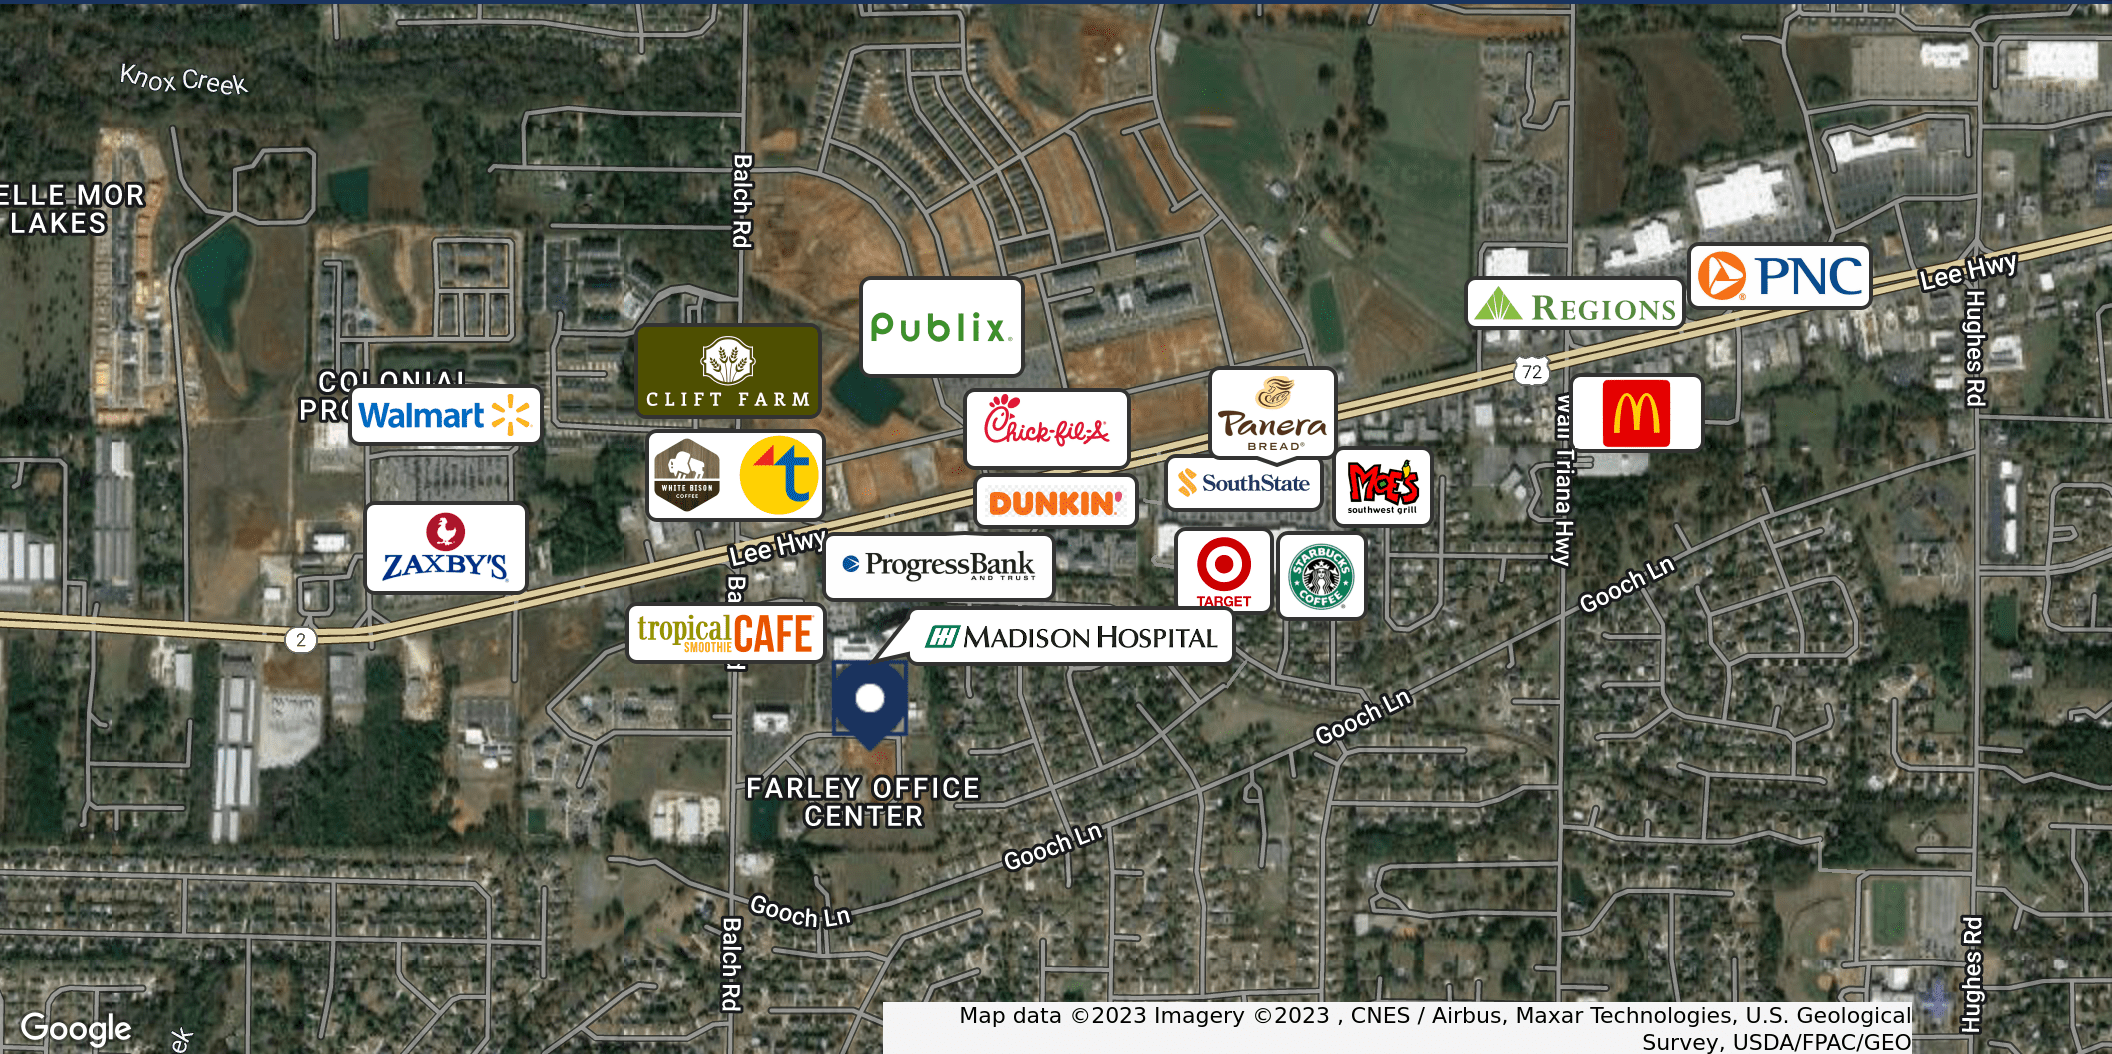 Knox Creek
Balch Rd
ELLE MOR
LAKES
Lee Hwy
PNC
REGIONS
Hughes Rd
Publix
CLIFT FARM
COLONIAL
Walmart
72
Panera
BREAD®
Chick-fil-A
WHITE BISON
COFFEE
t
SouthState
MOE'S
southwest grill
Wall Triana Hwy
DUNKIN'
ZAXBY'S
Lee Hwy
ProgressBank
AND TRUST
TARGET
STARBUCKS
COFFEE
Gooch Ln
2
tropical
SMOOTHIE
CAFE
MADISON HOSPITAL
Gooch Ln
FARLEY OFFICE
CENTER
Gooch Ln
Gooch Ln
Balch Rd
Hughes Rd
Google
ek
Map data ©2023 Imagery ©2023 , CNES / Airbus, Maxar Technologies, U.S. Geological
Survey, USDA/FPAC/GEO